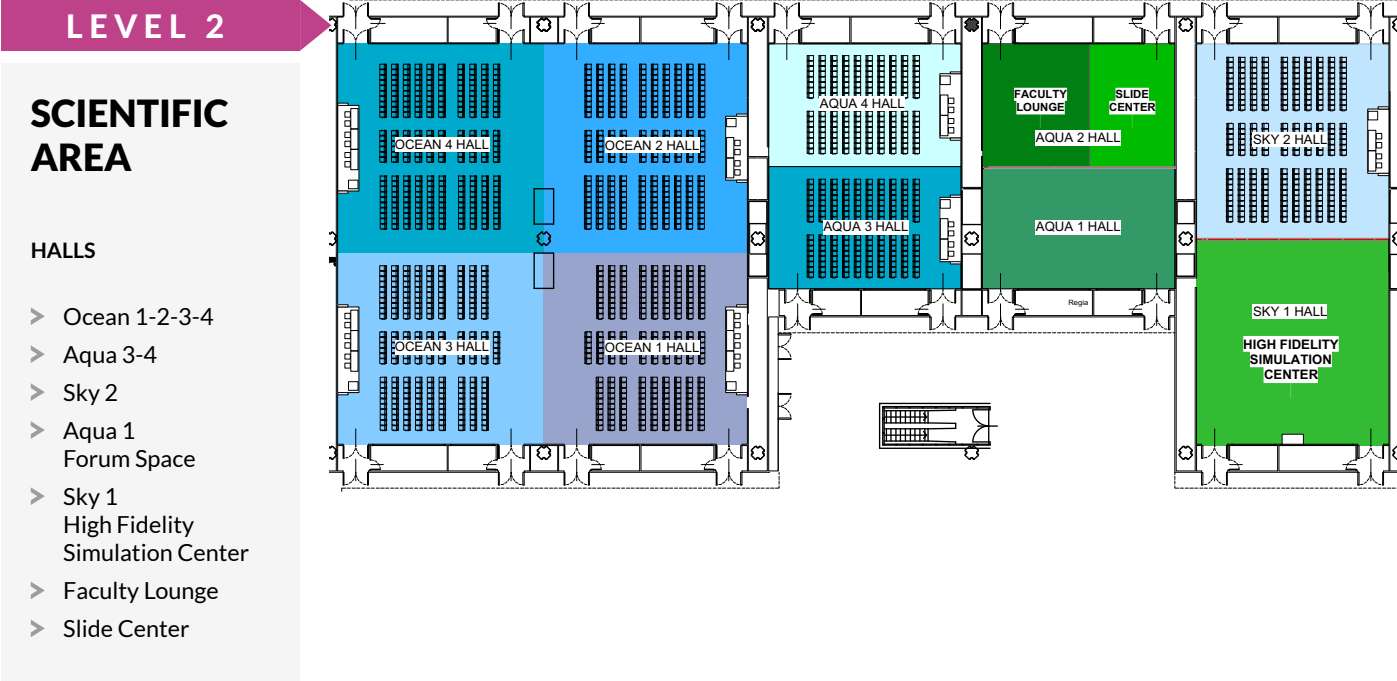 LEVEL 2
SCIENTIFIC
AREA
HALLS
> Ocean 1-2-3-4
> Aqua 3-4
> Sky 2
> Aqua 1
Forum Space
> Sky 1
High Fidelity
Simulation Center
> Faculty Lounge
> Slide Center
OCEAN 4 HALL
OCEAN 2 HALL
OCEAN 3 HALL
OCEAN 1 HALL
AQUA 4 HALL
AQUA 3 HALL
FACULTY
LOUNGE
SLIDE
CENTER
AQUA 2 HALL
AQUA 1 HALL
Regia
SKY 2 HALL
SKY 1 HALL
HIGH FIDELITY
SIMULATION
CENTER